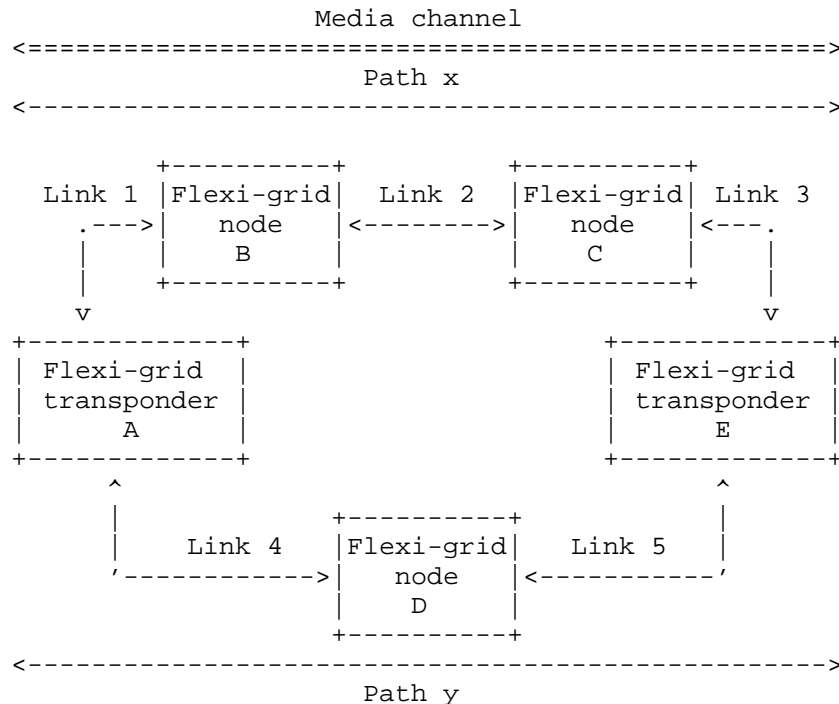 Media channel
<===================================================>
Path x
<--------------------------------------------------->
+----------+ +----------+
Link 1 |Flexi-grid| Link 2 |Flexi-grid| Link 3
.--->| node |<-------->| node |<---.
| | B | | C | |
| +----------+ +----------+ |
v v
+-------------+ +-------------+
| Flexi-grid | | Flexi-grid |
| transponder | | transponder |
| A | | E |
+-------------+ +-------------+
^ ^
| +----------+ |
| Link 4 |Flexi-grid| Link 5 |
'------------>| node |<-----------'
| D |
+----------+
<--------------------------------------------------->
Path y